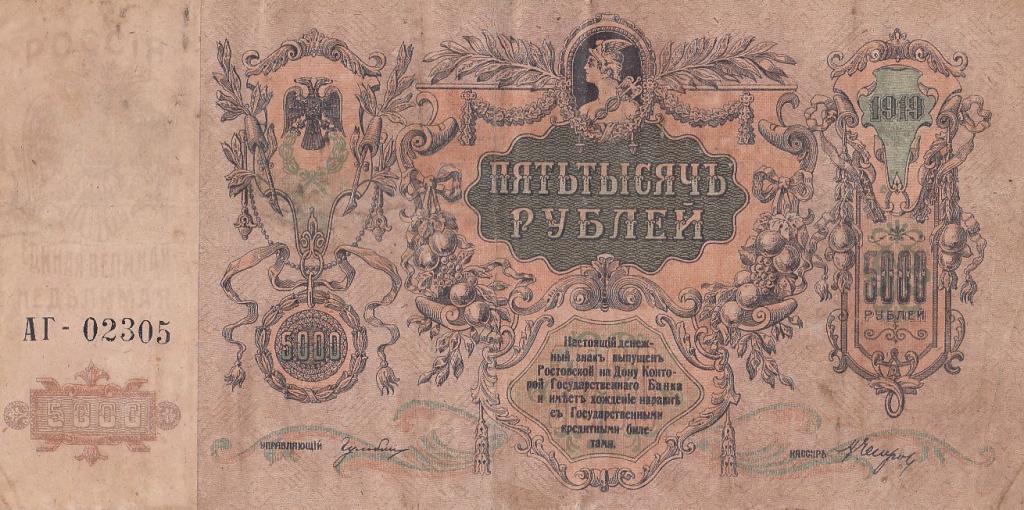 1919
ПЯТЬТЫСЯЧЪ
РУБЛЕЙ
5000
РУБЛЕЙ
АГ - 02305
5000
5000
Настоящій денеж-
ный знакъ выпущенъ
Ростовской на Дону Конто-
рой Государственнаго Банка
и имѣетъ хожденіе наравнѣ
съ Государственными
кредитными биле-
тами.
УПРАВЛЯЮЩІЙ
КАССИРЪ